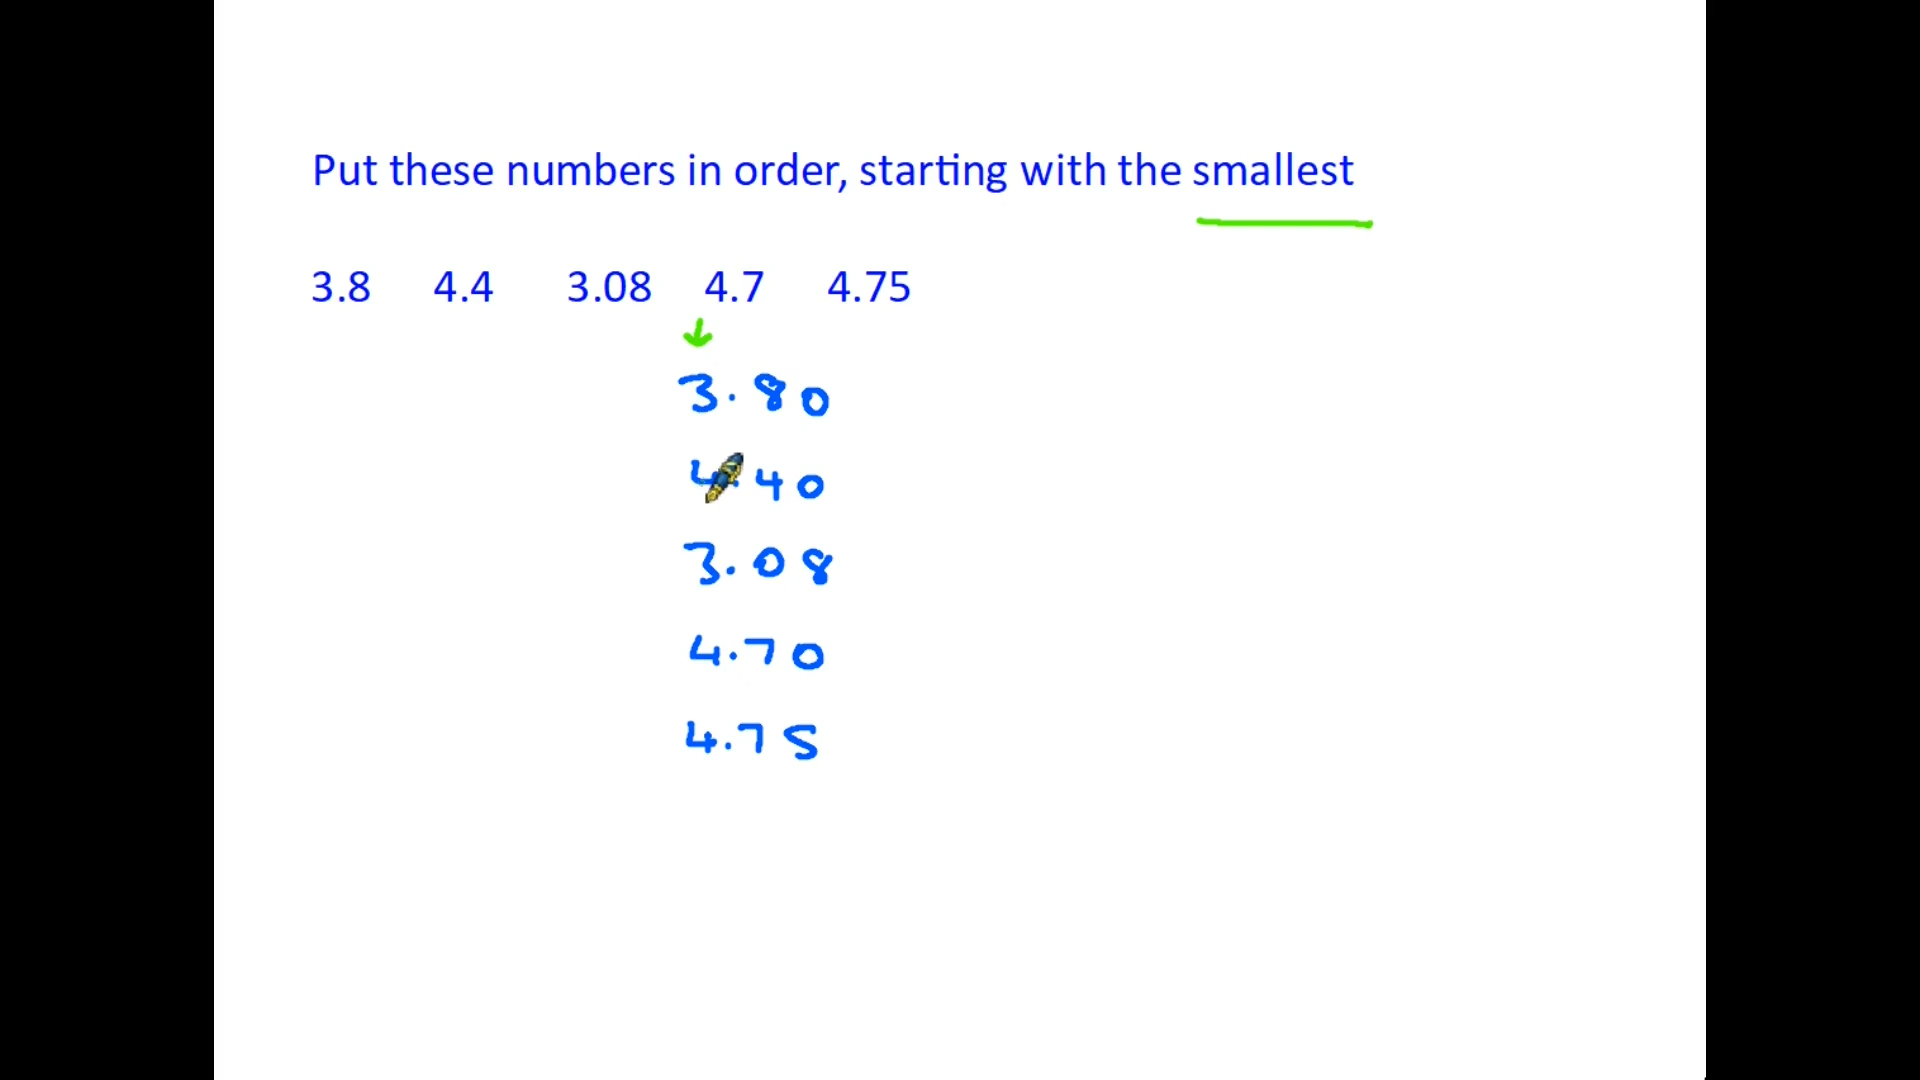 Put these numbers in order, starting with the smallest
3.8 4.4 3.08 4.7 4.75
3.80
4.40
3.08
4.70
4.75